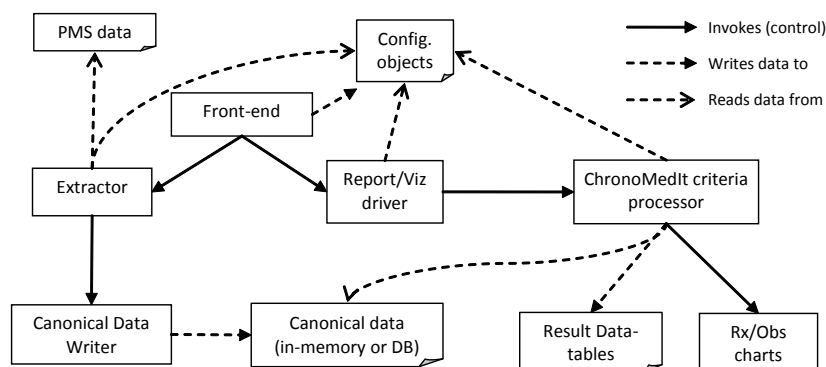 PMS data
Config.
objects
Invokes (control)
Writes data to
Reads data from
Front-end
Extractor
Report/Viz
driver
ChronoMedIt criteria
processor
Canonical Data
Writer
Canonical data
(in-memory or DB)
Result Data-
tables
Rx/Obs
charts